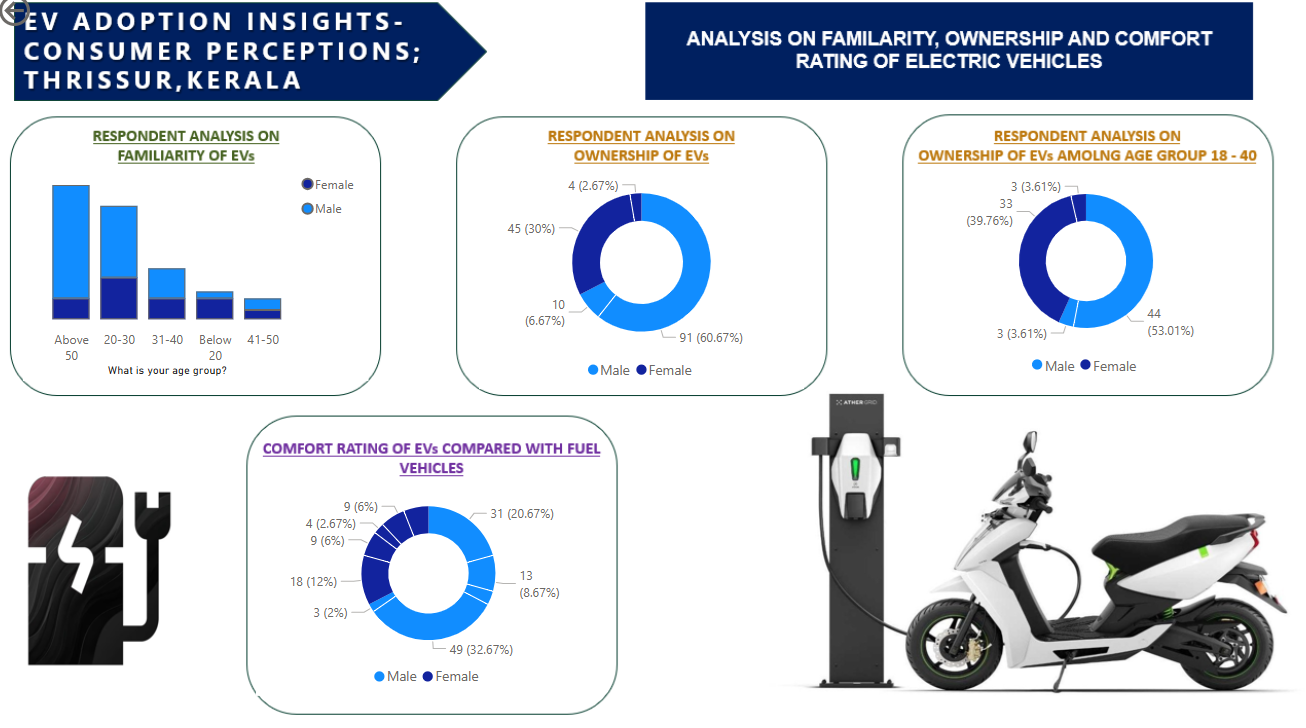 EV ADOPTION INSIGHTS-
CONSUMER PERCEPTIONS;
THRISSUR,KERALA
ANALYSIS ON FAMILARITY, OWNERSHIP AND COMFORT
RATING OF ELECTRIC VEHICLES
RESPONDENT ANALYSIS ON
FAMILIARITY OF EVs
Female
Male
Above
50
20-30
31-40
Below
20
41-50
What is your age group?
RESPONDENT ANALYSIS ON
OWNERSHIP OF EVs
4 (2.67%)
45 (30%)
10
(6.67%)
91 (60.67%)
Male Female
RESPONDENT ANALYSIS ON
OWNERSHIP OF EVs AMOLNG AGE GROUP 18 - 40
3 (3.61%)
33
(39.76%)
3 (3.61%)
44
(53.01%)
Male Female
COMFORT RATING OF EVs COMPARED WITH FUEL
VEHICLES
9 (6%)
4 (2.67%)
9 (6%)
18 (12%)
3 (2%)
31 (20.67%)
13
(8.67%)
49 (32.67%)
Male Female
ATHERGRID